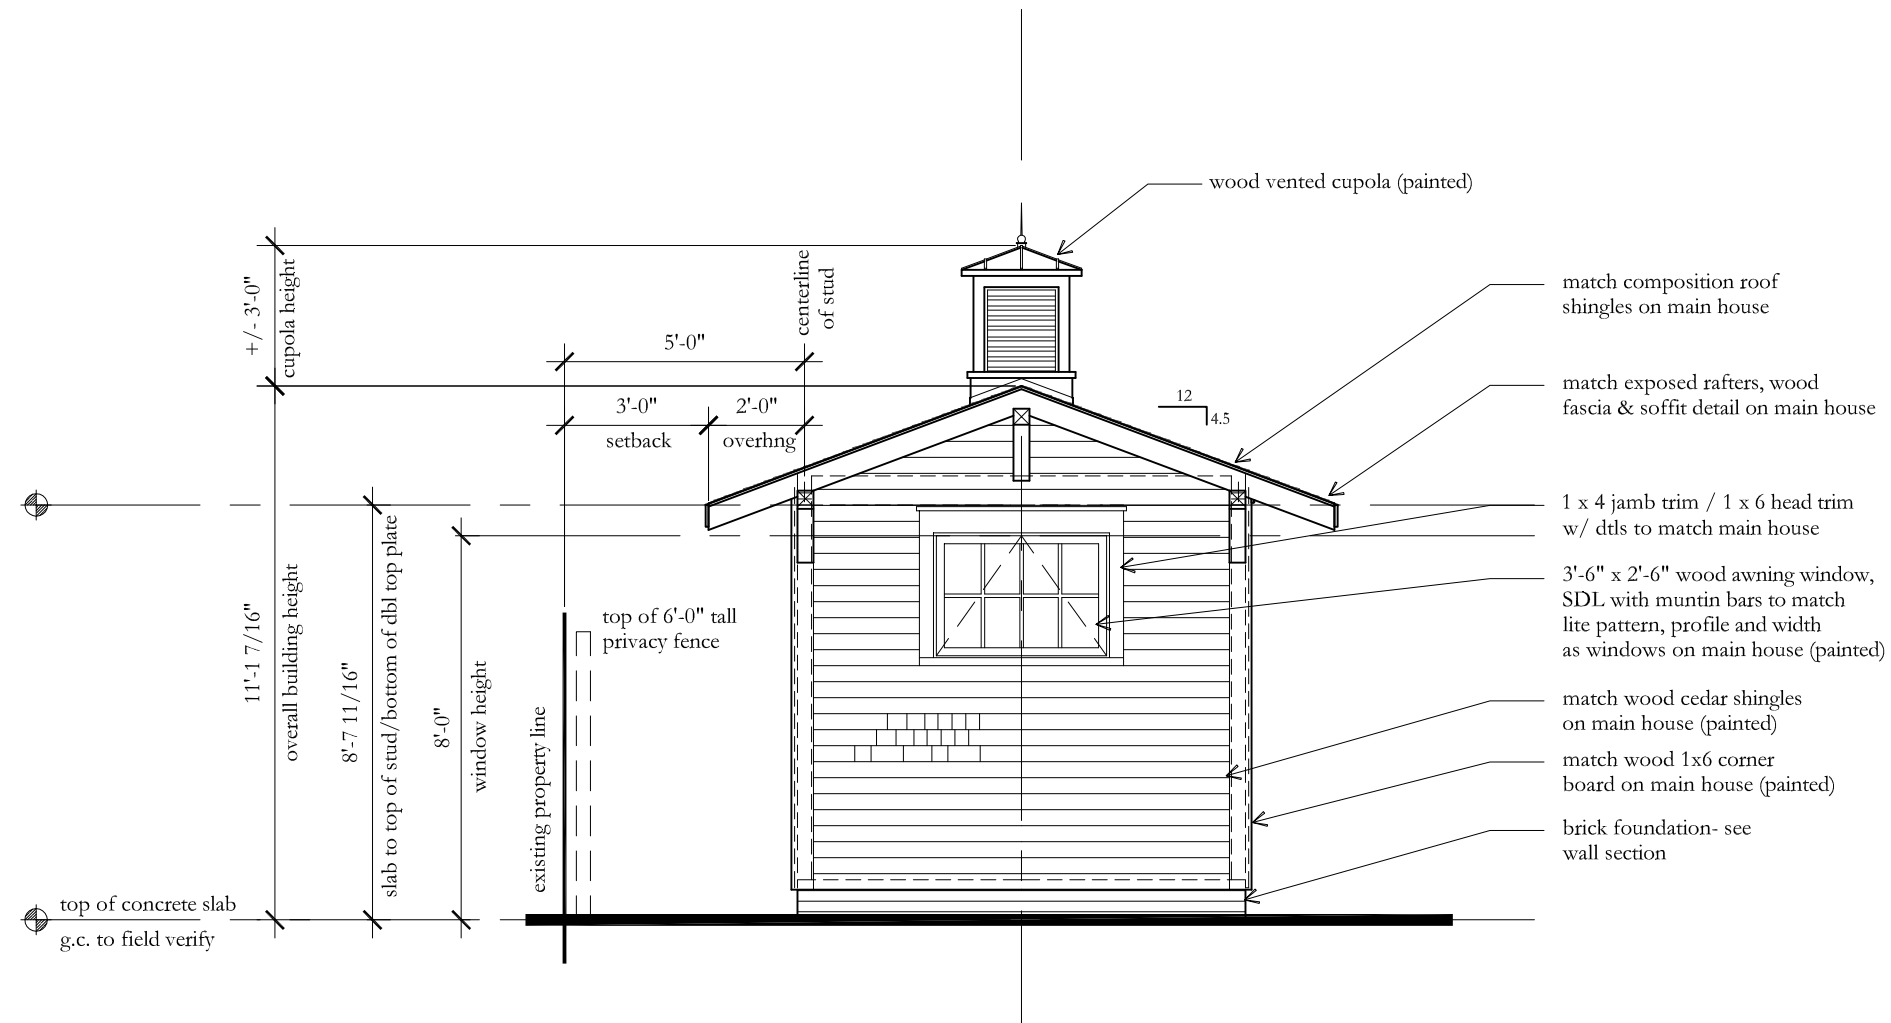 wood vented cupola (painted)
+/- 3'-0"
cupola height
centerline
of stud
5'-0"
3'-0"
setback
2'-0"
overhng
12
4.5
match composition roof
shingles on main house
match exposed rafters, wood
fascia & soffit detail on main house
1 x 4 jamb trim / 1 x 6 head trim
w/ dtls to match main house
3'-6" x 2'-6" wood awning window,
SDL with muntin bars to match
lite pattern, profile and width
as windows on main house (painted)
match wood cedar shingles
on main house (painted)
match wood 1x6 corner
board on main house (painted)
brick foundation- see
wall section
11'-1 7/16"
overall building height
8'-7 11/16"
slab to top of stud/bottom of dbl top plate
8'-0"
window height
existing property line
top of 6'-0" tall
privacy fence
top of concrete slab
g.c. to field verify